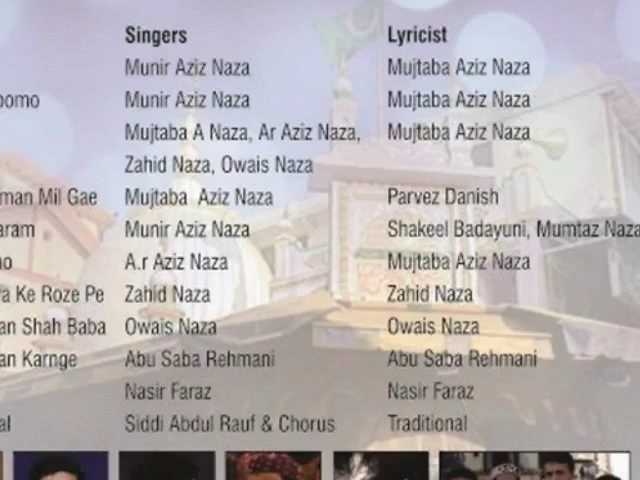 Singers Lyricist
Munir Aziz Naza Mujtaba Aziz Naza
oomo Munir Aziz Naza Mujtaba Aziz Naza
Mujtaba A Naza, Ar Aziz Naza, Mujtaba Aziz Naza
Zahid Naza, Owais Naza
man Mil Gae Mujtaba Aziz Naza Parvez Danish
aram Munir Aziz Naza Shakeel Badayuni, Mumtaz Naza
o A.r Aziz Naza Mujtaba Aziz Naza
a Ke Roze Pe Zahid Naza Zahid Naza
an Shah Baba Owais Naza Owais Naza
an Karnge Abu Saba Rehmani Abu Saba Rehmani
Nasir Faraz Nasir Faraz
al Siddi Abdul Rauf & Chorus Traditional